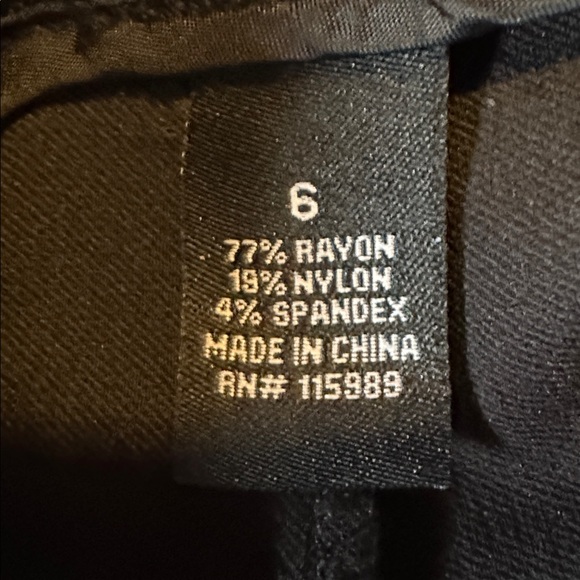 6
77% RAYON
19% NYLON
4% SPANDEX
MADE IN CHINA
RN# 115989